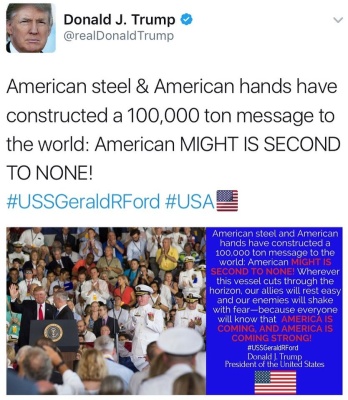 Donald J. Trump
@realDonaldTrump
American steel & American hands have
constructed a 100,000 ton message to
the world: American MIGHT IS SECOND
TO NONE!
#USSGeraldRFord #USA🇺🇸
American steel and American
hands have constructed a
100,000 ton message to the
world: American MIGHT IS
SECOND TO NONE! Wherever
this vessel cuts through the
horizon, our allies will rest easy
and our enemies will shake
with fear—because everyone
will know that AMERICA IS
COMING, AND AMERICA IS
COMING STRONG!
#USSGeraldRFord
Donald J. Trump
President of the United States